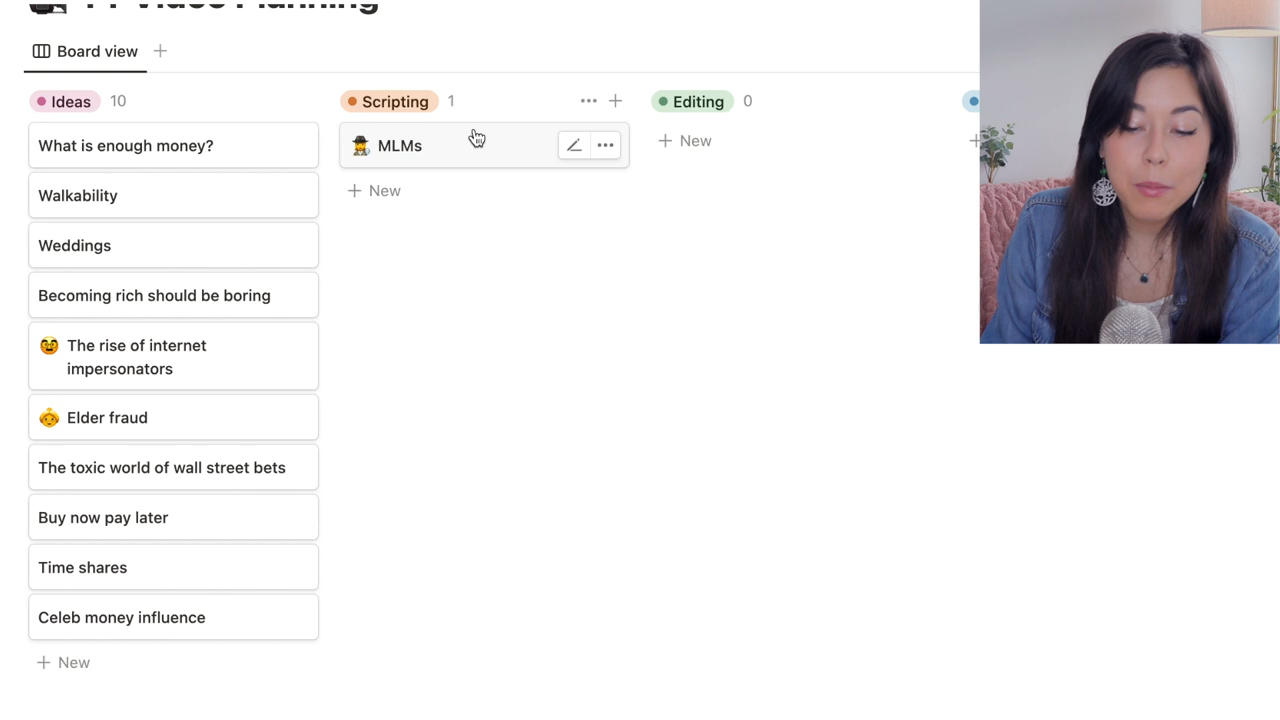 Video Planning
Board view
Ideas 10
What is enough money?
Walkability
Weddings
Becoming rich should be boring
The rise of internet
impersonators
Elder fraud
The toxic world of wall street bets
Buy now pay later
Time shares
Celeb money influence
New
Scripting 1
MLMs
New
Editing 0
New